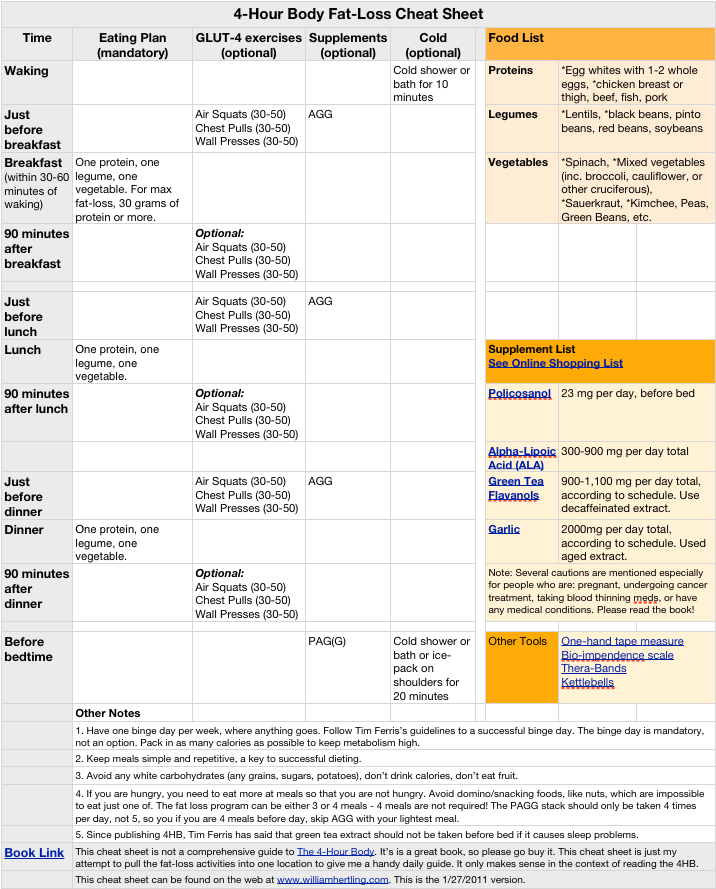 4-Hour Body Fat-Loss Cheat Sheet
Time
Eating Plan
(mandatory)
GLUT-4 exercises
(optional)
Supplements
(optional)
Cold
(optional)
Food List
Waking
Cold shower or
bath for 10
minutes
Proteins
*Egg whites with 1-2 whole
eggs, *chicken breast or
thigh, beef, fish, pork
Just
before
breakfast
Air Squats (30-50)
Chest Pulls (30-50)
Wall Presses (30-50)
AGG
Legumes
*Lentils, *black beans, pinto
beans, red beans, soybeans
Breakfast
(within 30-60
minutes of
waking)
One protein, one
legume, one
vegetable. For max
fat-loss, 30 grams of
protein or more.
Vegetables
*Spinach, *Mixed vegetables
(inc. broccoli, cauliflower, or
other cruciferous),
*Sauerkraut, *Kimchee, Peas,
Green Beans, etc.
90 minutes
after
breakfast
Optional:
Air Squats (30-50)
Chest Pulls (30-50)
Wall Presses (30-50)
Just
before
lunch
Air Squats (30-50)
Chest Pulls (30-50)
Wall Presses (30-50)
AGG
Lunch
One protein, one
legume, one
vegetable.
Supplement List
See Online Shopping List
90 minutes
after lunch
Optional:
Air Squats (30-50)
Chest Pulls (30-50)
Wall Presses (30-50)
Policosanol
23 mg per day, before bed
Alpha-Lipoic
Acid (ALA)
300-900 mg per day total
Just
before
dinner
Air Squats (30-50)
Chest Pulls (30-50)
Wall Presses (30-50)
AGG
Green Tea
Flavanols
900-1,100 mg per day total,
according to schedule. Use
decaffeinated extract.
Dinner
One protein, one
legume, one
vegetable.
Garlic
2000mg per day total,
according to schedule. Used
aged extract.
90 minutes
after
dinner
Optional:
Air Squats (30-50)
Chest Pulls (30-50)
Wall Presses (30-50)
Note: Several cautions are mentioned especially
for people who are: pregnant, undergoing cancer
treatment, taking blood thinning meds, or have
any medical conditions. Please read the book!
Before
bedtime
PAG(G)
Cold shower or
bath or ice-
pack on
shoulders for
20 minutes
Other Tools
One-hand tape measure
Bio-impendence scale
Thera-Bands
Kettlebells
Other Notes
1. Have one binge day per week, where anything goes. Follow Tim Ferris's guidelines to a successful binge day. The binge day is mandatory,
not an option. Pack in as many calories as possible to keep metabolism high.
2. Keep meals simple and repetitive, a key to successful dieting.
3. Avoid any white carbohydrates (any grains, sugars, potatoes), don't drink calories, don't eat fruit.
4. If you are hungry, you may need to eat more at meals so that you are not hungry. Avoid domino/snacking foods, like nuts, which are impossible
to eat just one of. The fat loss program can be either 3 or 4 meals - 4 meals are not required! The PAGG stack should only be taken 4 times
per day, not 5, so you if you are 4 meals before day, skip AGG with your lightest meal.
5. Since publishing 4HB, Tim Ferris has said that green tea extract should not be taken before bed if it causes sleep problems.
Book Link
This cheat sheet is not a comprehensive guide to The 4-Hour Body. It's is a great book, so please go buy it. This cheat sheet is just my
attempt to pull the fat-loss activities into one location to give me a handy daily guide. It only makes sense in the context of reading the 4HB.
This cheat sheet can be found on the web at www.williamhertling.com. This is the 1/27/2011 version.